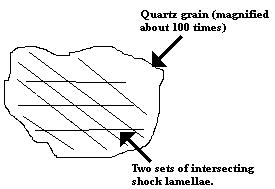 Quartz grain (magnified
about 100 times)
Two sets of intersecting
shock lamellae.